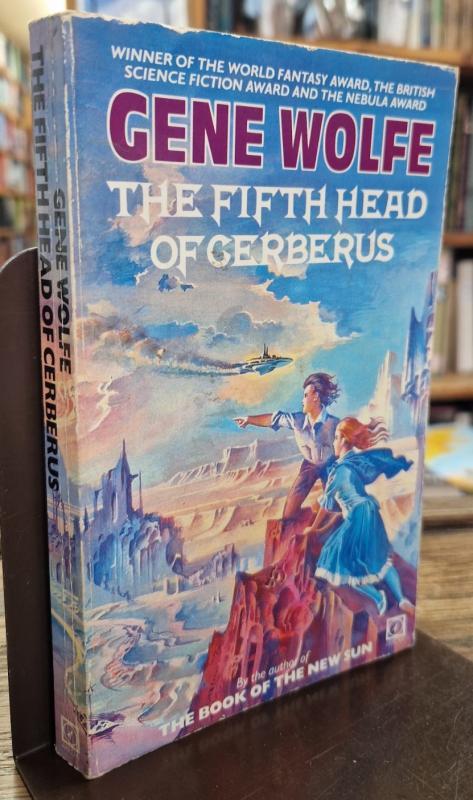 WINNER OF THE WORLD FANTASY AWARD, THE BRITISH
SCIENCE FICTION AWARD AND THE NEBULA AWARD
GENE WOLFE
THE FIFTH HEAD
OF CERBERUS
By the author of
THE BOOK OF THE NEW SUN
GENE WOLFE
THE FIFTH HEAD OF CERBERUS